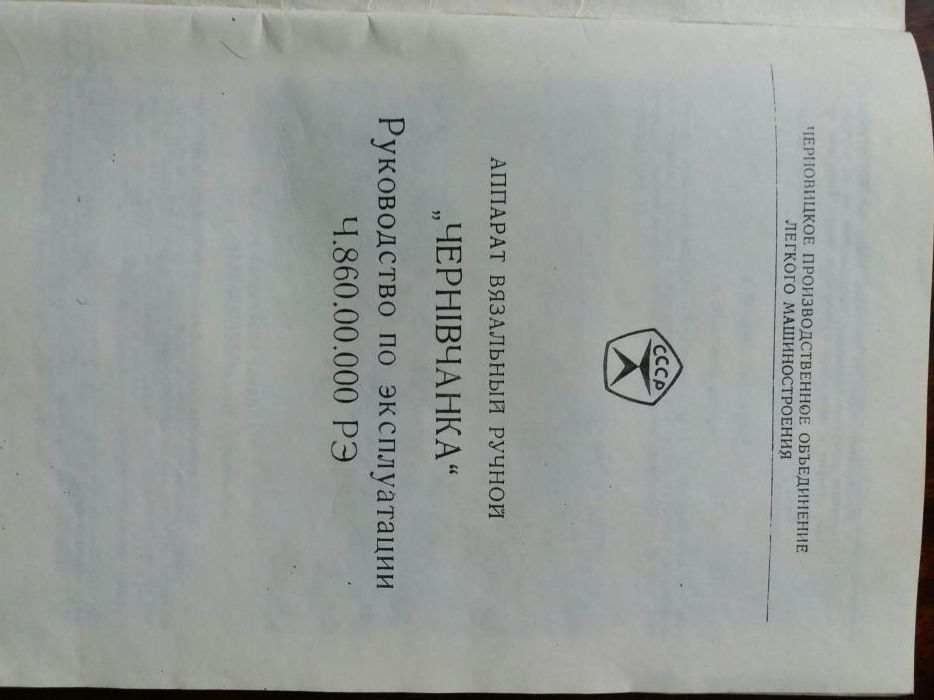 ЧЕРНОВИЦКОЕ ПРОИЗВОДСТВЕННОЕ ОБЪЕДИНЕНИЕ
ЛЕГКОГО МАШИНОСТРОЕНИЯ
СССР
АППАРАТ ВЯЗАЛЬНЫЙ РУЧНОЙ
„ЧЕРНІВЧАНКА“
Руководство по эксплуатации
Ч.860.00.000 РЭ